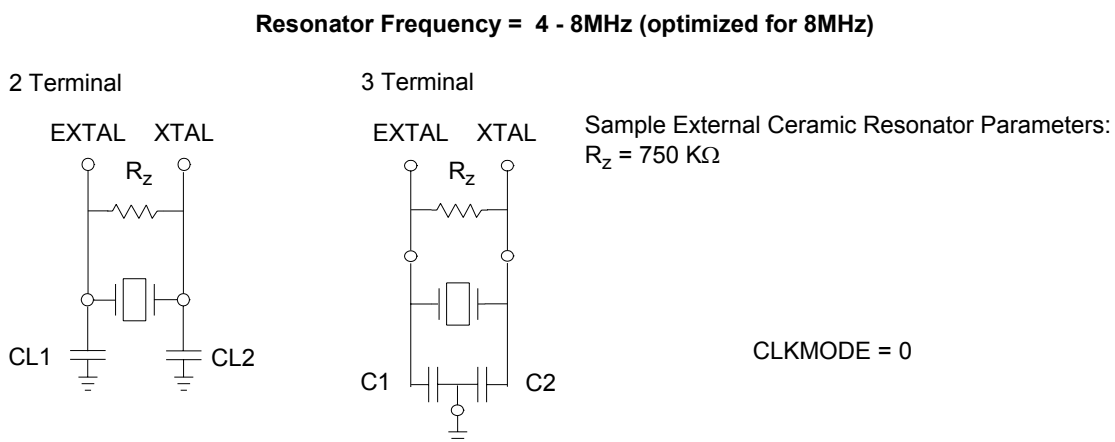 Resonator Frequency = 4 - 8MHz (optimized for 8MHz)
2 Terminal
3 Terminal
EXTAL XTAL
EXTAL XTAL
Sample External Ceramic Resonator Parameters:
Rz = 750 KΩ
Rz
Rz
CL1
CL2
C1
C2
CLKMODE = 0